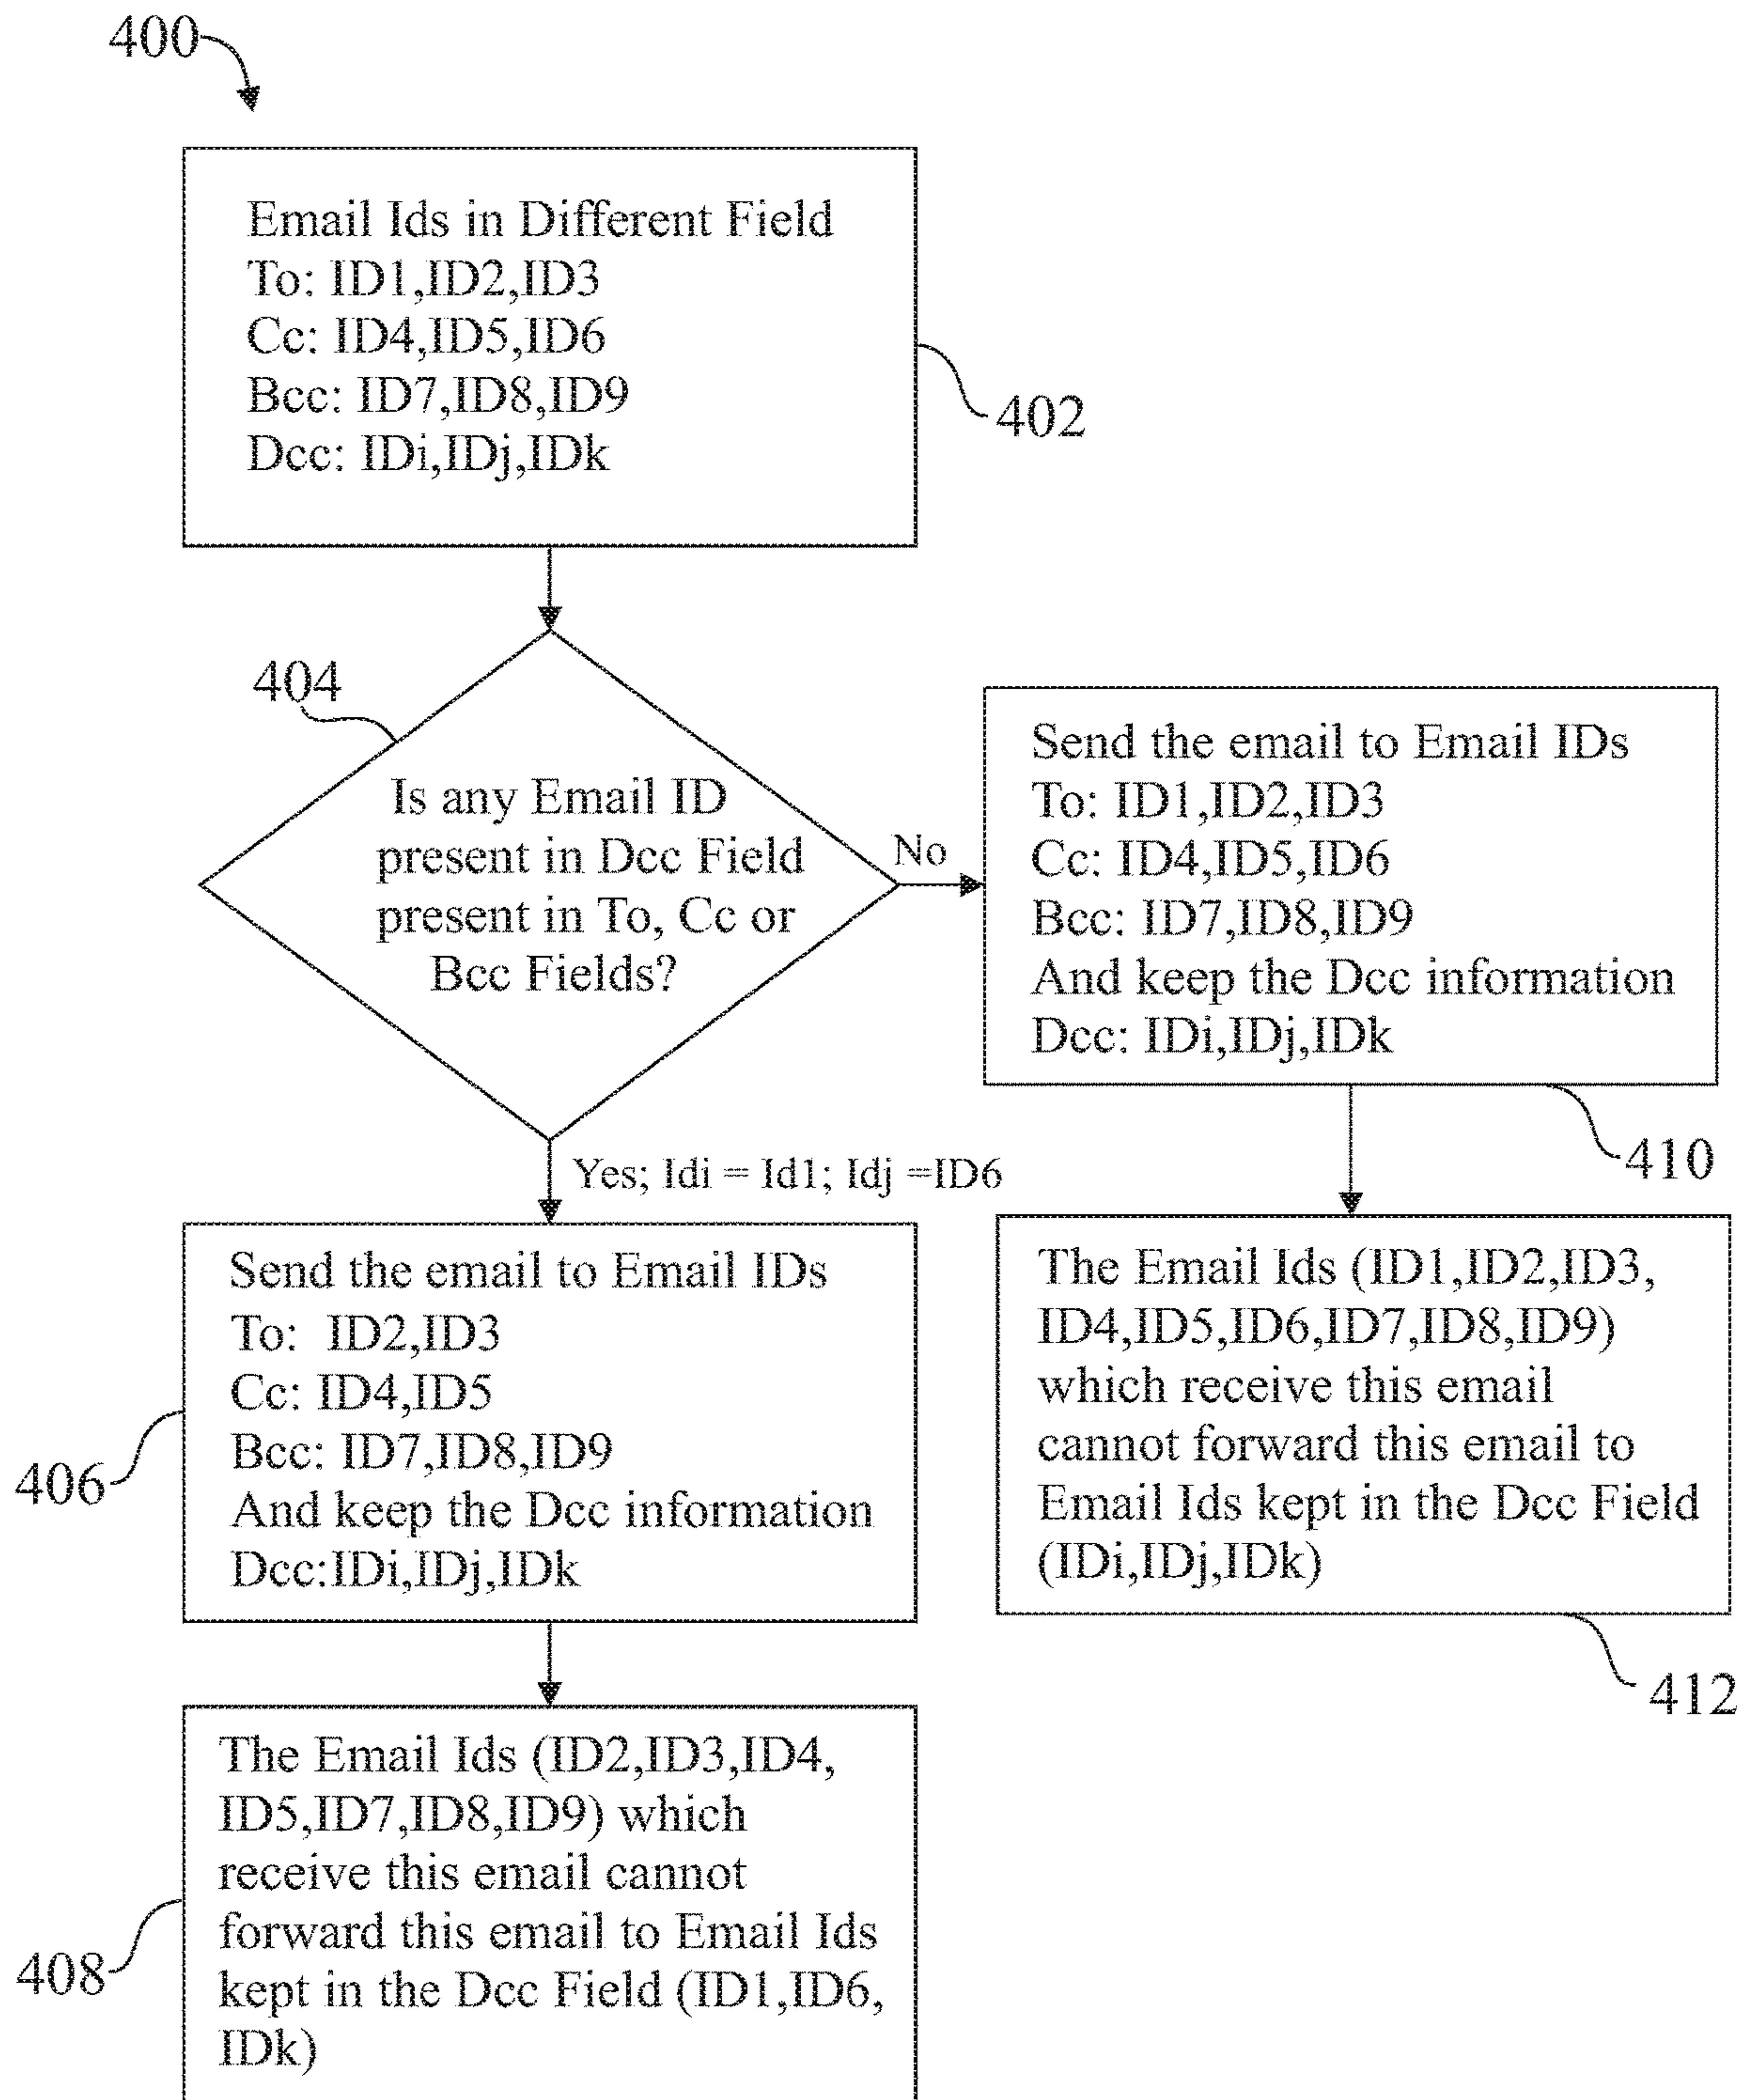 400
Email Ids in Different Field
To: ID1,ID2,ID3
Cc: ID4,ID5,ID6
Bcc: ID7,ID8,ID9
Dcc: IDi,IDj,IDk
402
404
Is any Email ID
present in Dcc Field
present in To, Cc or
Bcc Fields?
No
Send the email to Email IDs
To: ID1,ID2,ID3
Cc: ID4,ID5,ID6
Bcc: ID7,ID8,ID9
And keep the Dcc information
Dcc: IDi,IDj,IDk
410
Yes; Idi = Id1; Idj =ID6
Send the email to Email IDs
To: ID2,ID3
Cc: ID4,ID5
Bcc: ID7,ID8,ID9
And keep the Dcc information
Dcc:IDi,IDj,IDk
406
The Email Ids (ID1,ID2,ID3,
ID4,ID5,ID6,ID7,ID8,ID9)
which receive this email
cannot forward this email to
Email Ids kept in the Dcc Field
(IDi,IDj,IDk)
412
The Email Ids (ID2,ID3,ID4,
ID5,ID7,ID8,ID9) which
receive this email cannot
forward this email to Email Ids
kept in the Dcc Field (ID1,ID6,
IDk)
408